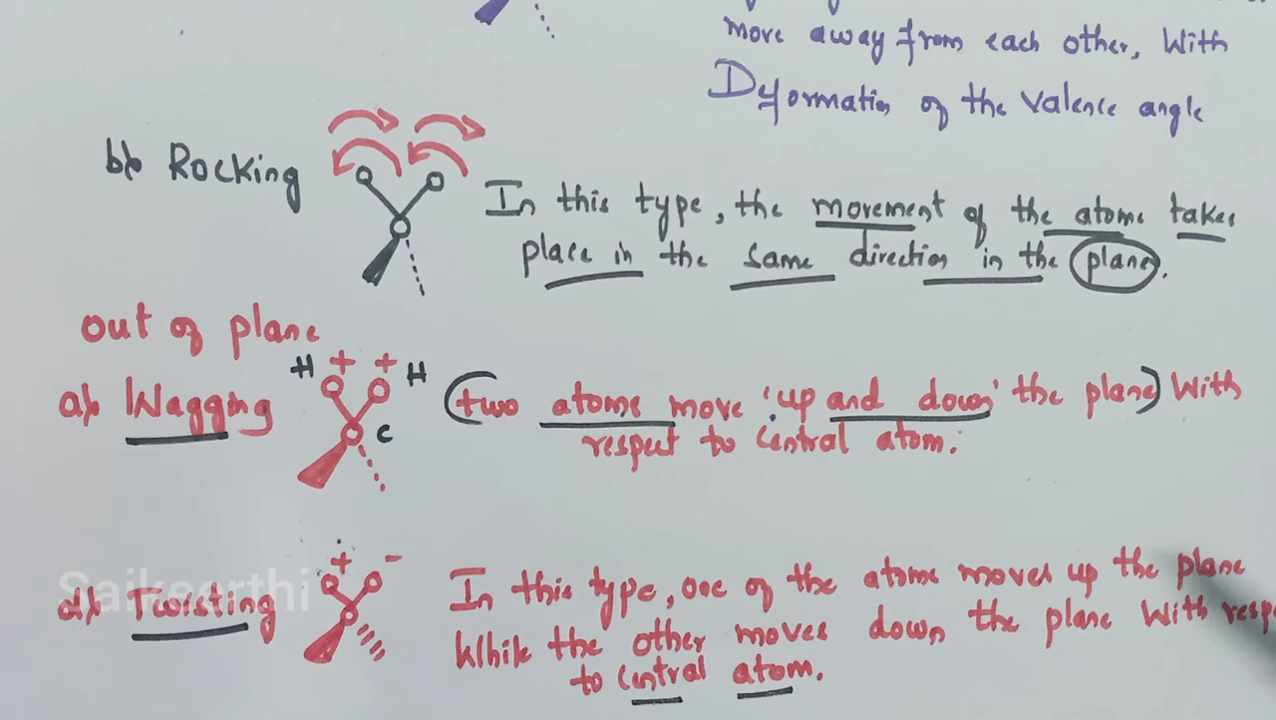 move away from each other, With
Deformation of the valence angle
b) Rocking
In this type, the movement of the atoms takes
place in the same direction in the plane.
out of plane
a) Wagging
H + + H
C
(two atoms move 'up and down' the plane) With
respect to central atom.
Saikeerthi
d) Twisting
+ -
In this type, one of the atoms moves up the plane
While the other moves down the plane With resp
to Central atom.